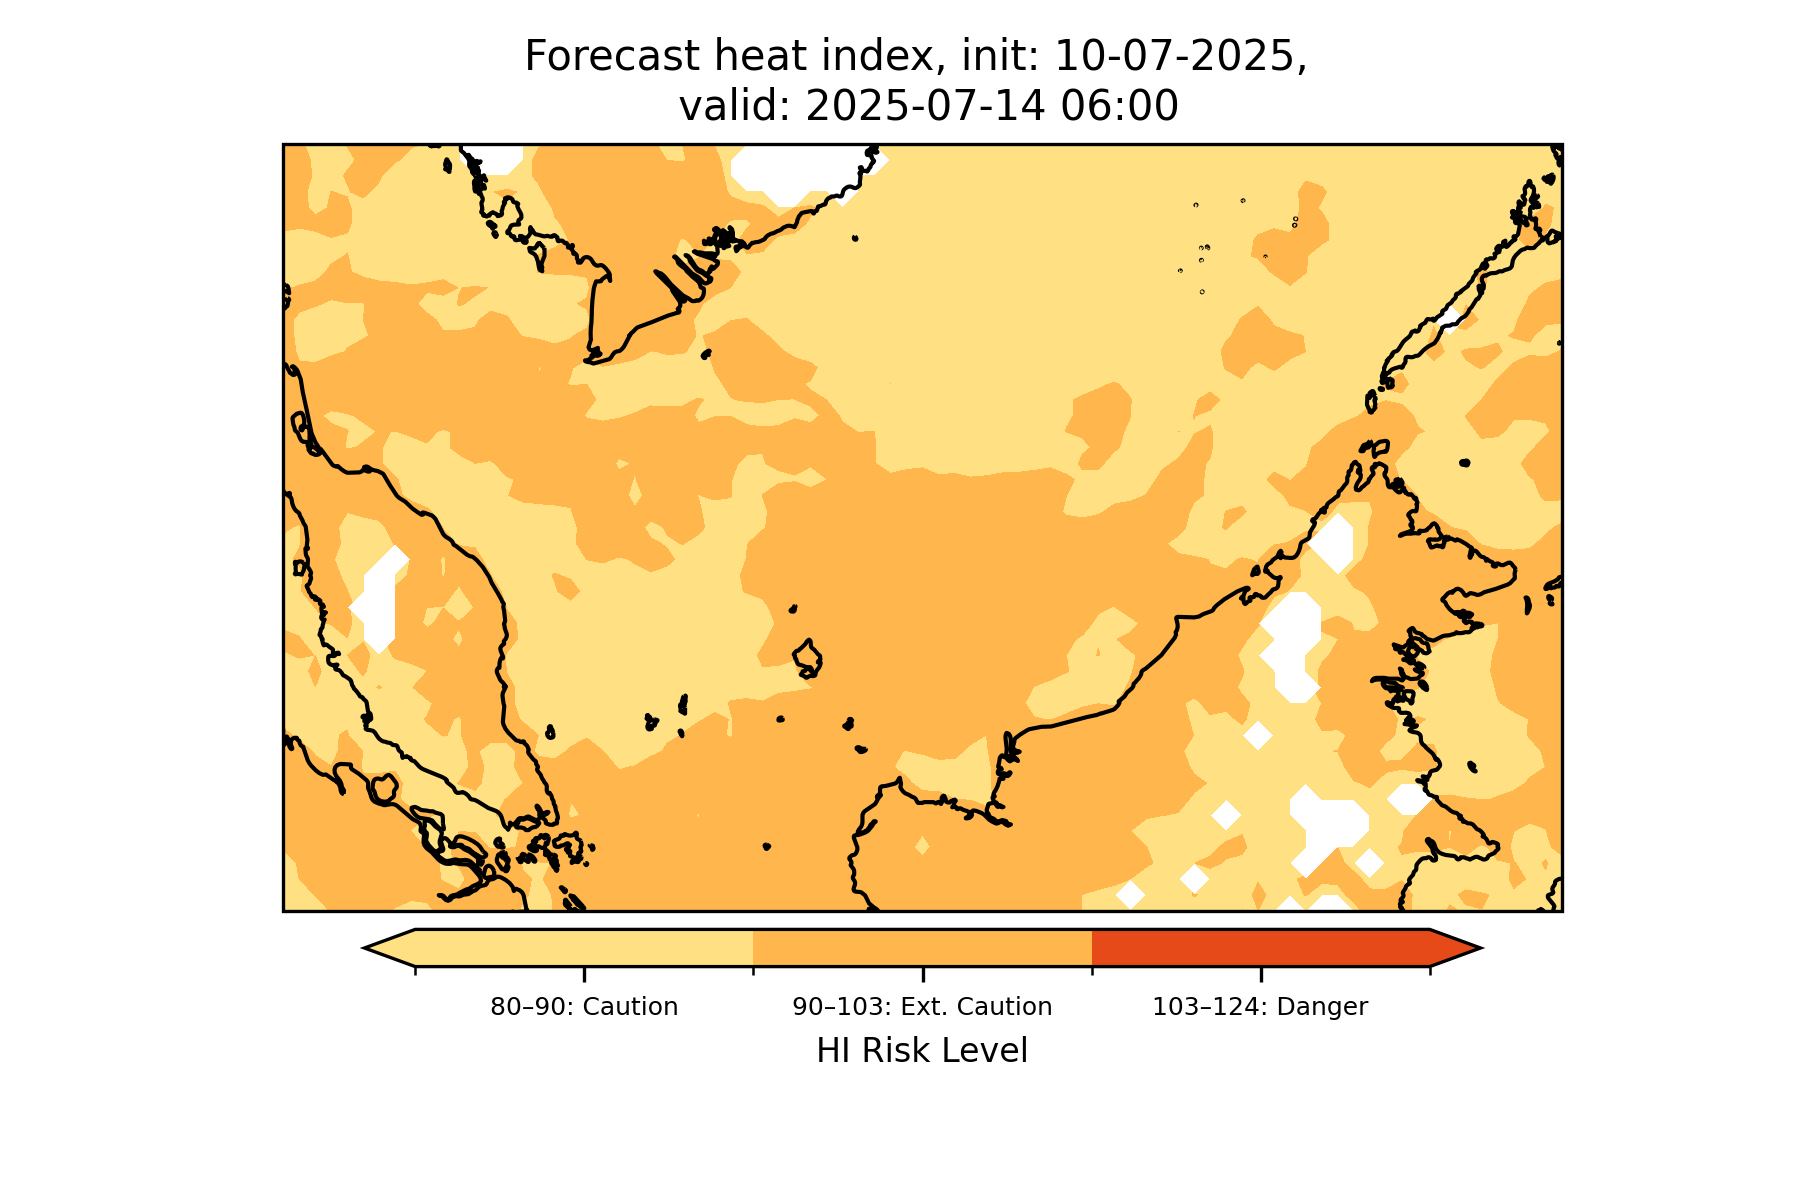 Forecast heat index, init: 10-07-2025,
valid: 2025-07-14 06:00
80–90: Caution
90–103: Ext. Caution
103–124: Danger
HI Risk Level